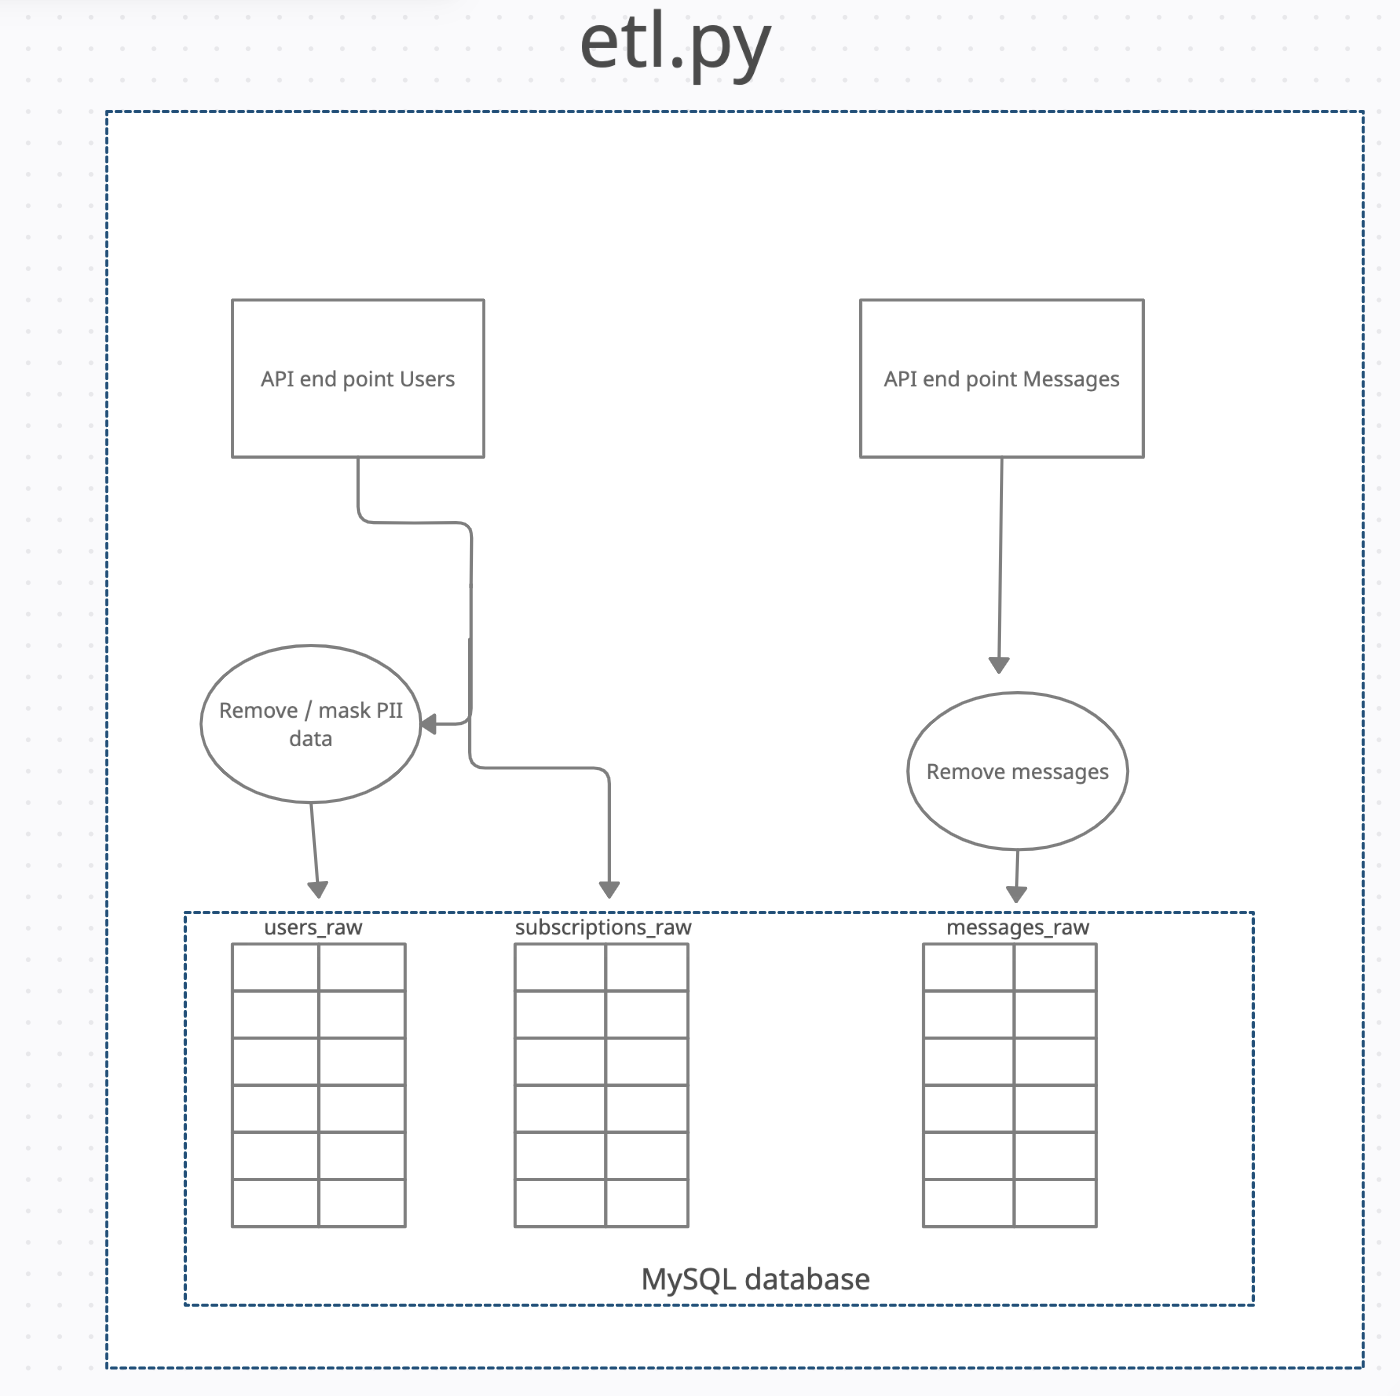 etl.py
API end point Users
API end point Messages
Remove / mask PII
data
Remove messages
users_raw
subscriptions_raw
messages_raw
MySQL database